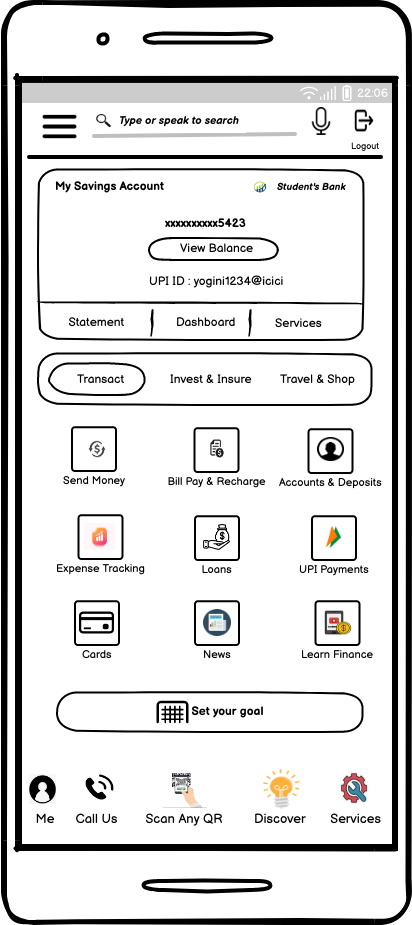 22:06
Type or speak to search
Logout
My Savings Account
Student's Bank
xxxxxxxxxx5423
View Balance
UPI ID : yogini1234@icici
Statement
Dashboard
Services
Transact
Invest & Insure
Travel & Shop
Send Money
Bill Pay & Recharge
Accounts & Deposits
Expense Tracking
Loans
UPI Payments
Cards
News
Learn Finance
Set your goal
Me
Call Us
Scan Any QR
Discover
Services